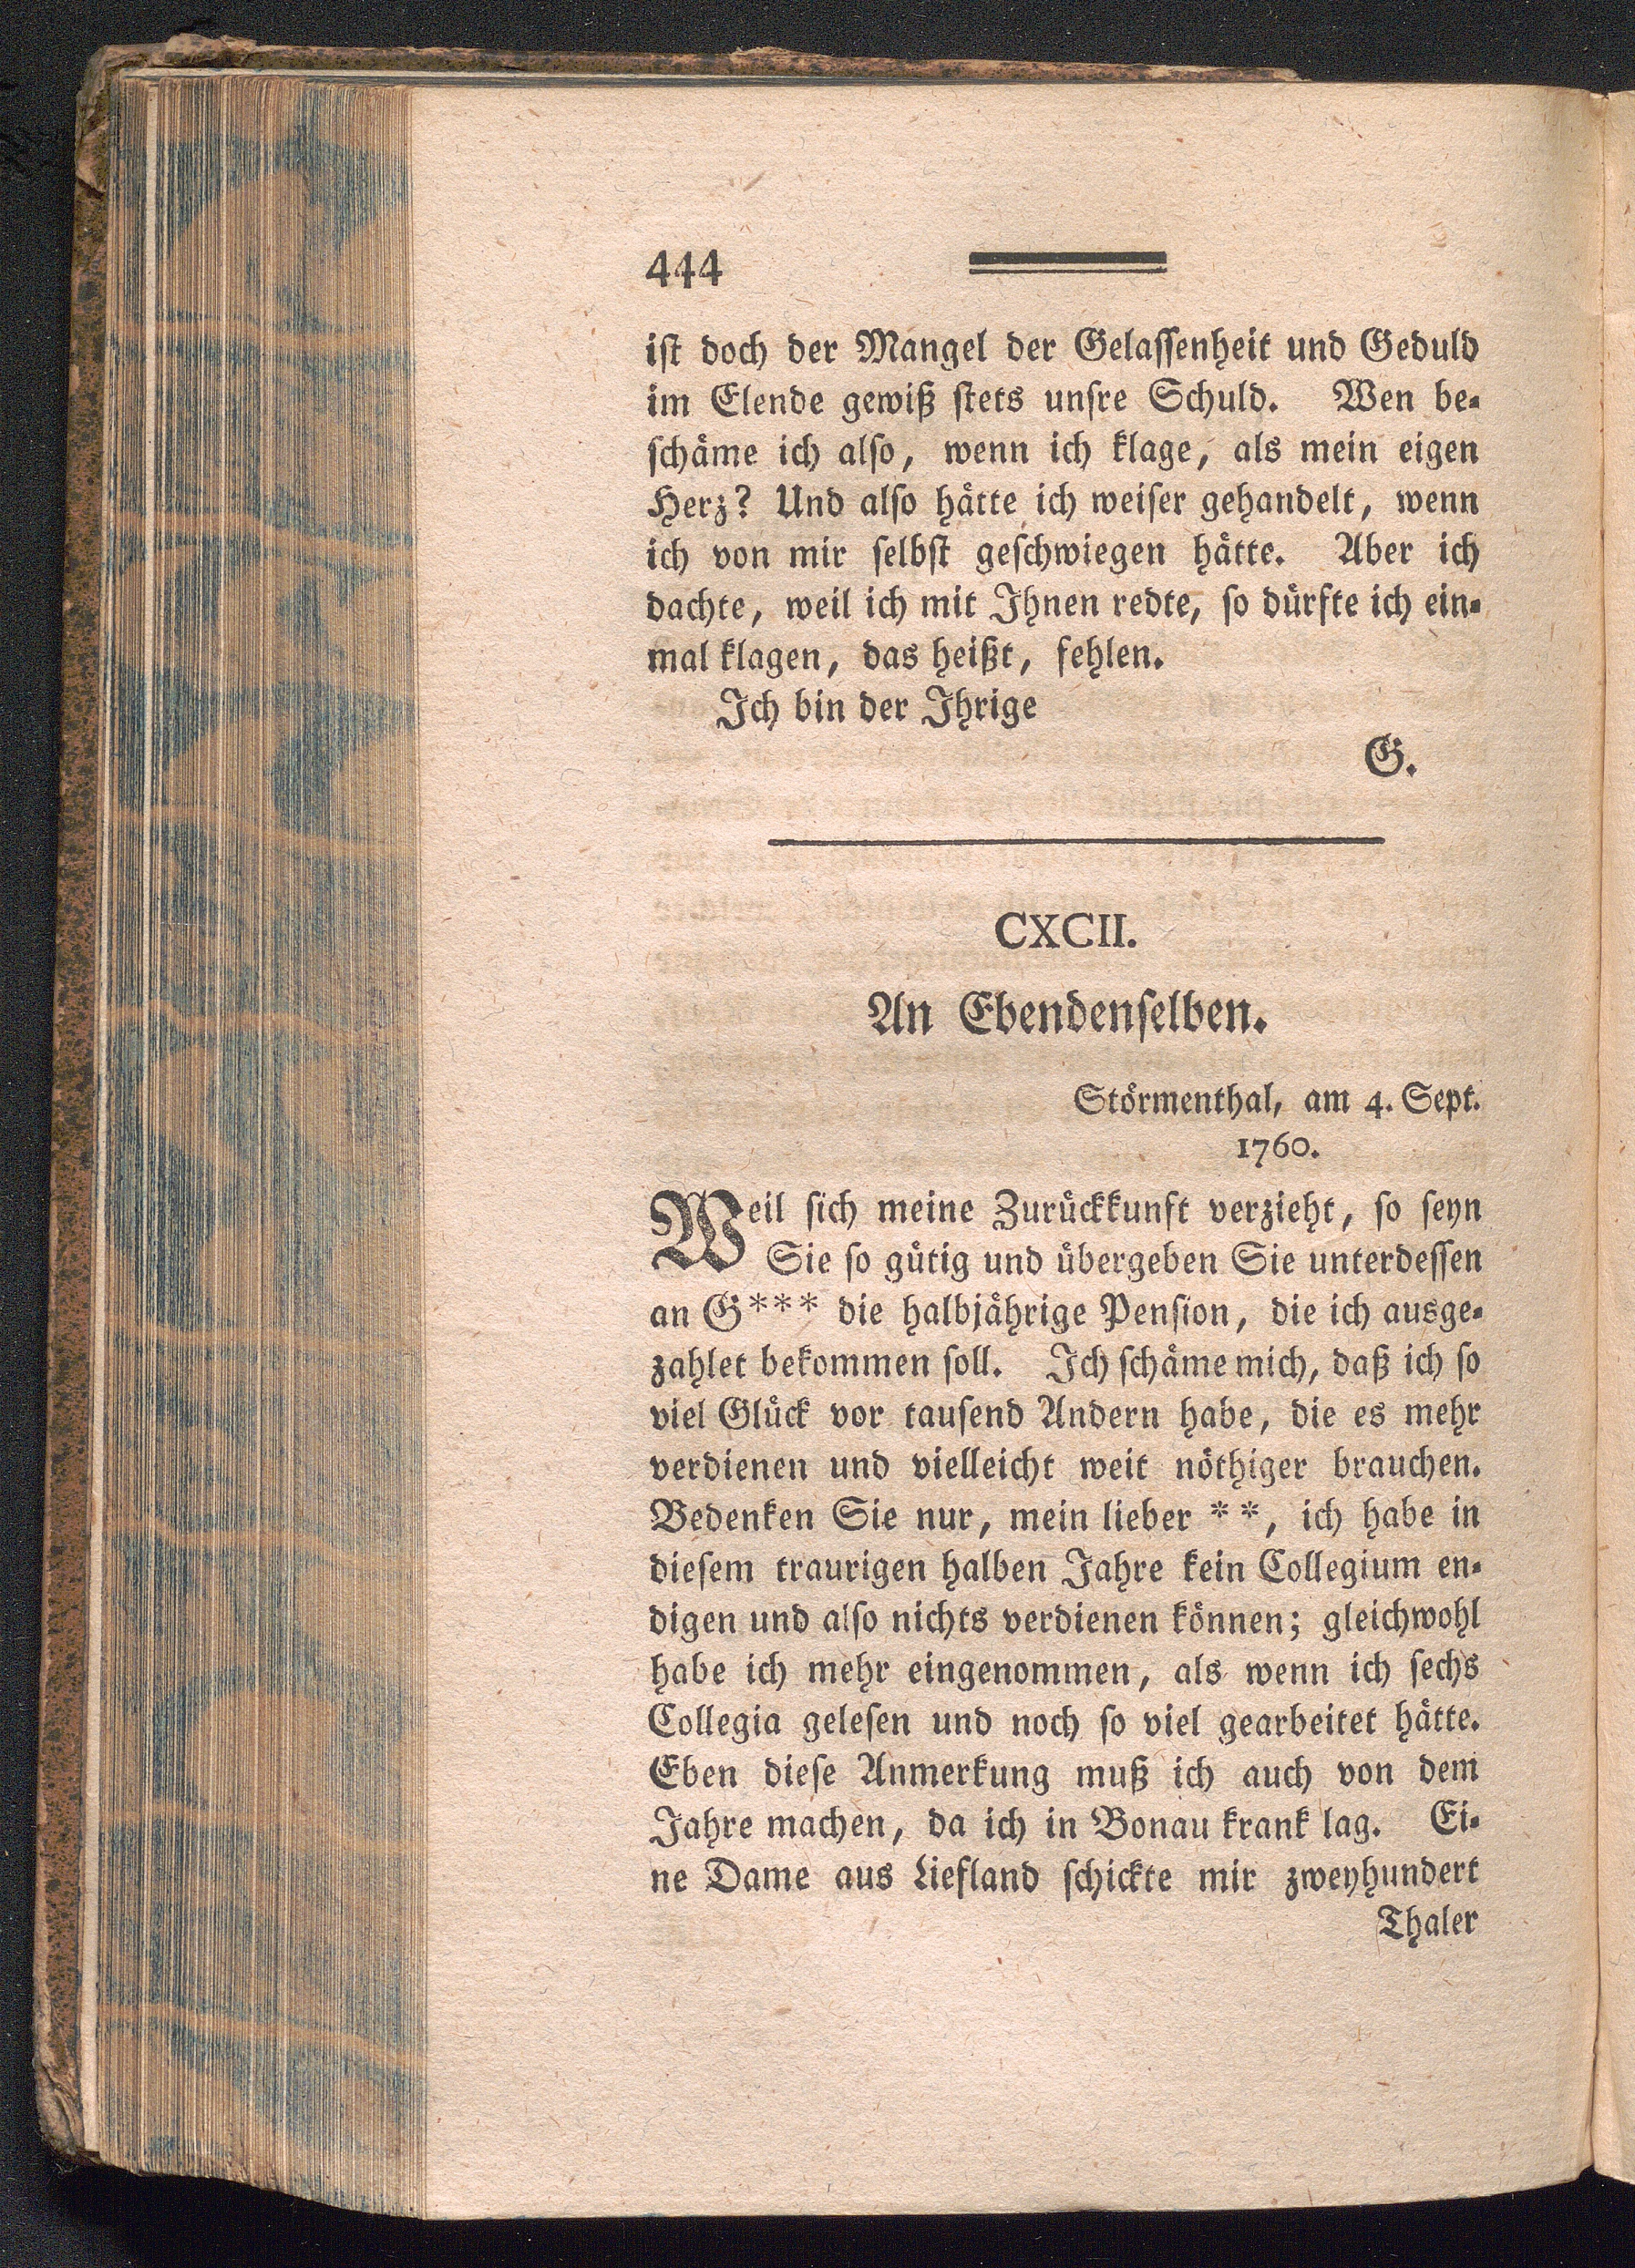 444
iſt doch der Mangel der Gelaſſenheit und Geduld
im Elende gewiß ſtets unſre Schuld. Wen be-
ſchäme ich alſo, wenn ich klage, als mein eigen
Herz? Und alſo hätte ich weiſer gehandelt, wenn
ich von mir ſelbſt geſchwiegen hätte. Aber ich
dachte, weil ich mit Ihnen redte, ſo dürfte ich ein-
mal klagen, das heißt, fehlen.
Ich bin der Ihrige
G.
CXCII.
An Ebendenſelben.
Störmenthal, am 4. Sept.
1760.
Weil ſich meine Zurückkunft verzieht, ſo ſeyn
Sie ſo gütig und übergeben Sie unterdeſſen
an G*** die halbjährige Penſion, die ich ausge-
zahlet bekommen ſoll. Ich ſchäme mich, daß ich ſo
viel Glück vor tauſend Andern habe, die es mehr
verdienen und vielleicht weit nöthiger brauchen.
Bedenken Sie nur, mein lieber **, ich habe in
dieſem traurigen halben Jahre kein Collegium en-
digen und alſo nichts verdienen können; gleichwohl
habe ich mehr eingenommen, als wenn ich ſechs
Collegia geleſen und noch ſo viel gearbeitet hätte.
Eben dieſe Anmerkung muß ich auch von dem
Jahre machen, da ich in Bonau krank lag. Ei-
ne Dame aus Liefland ſchickte mir zweyhundert
Thaler